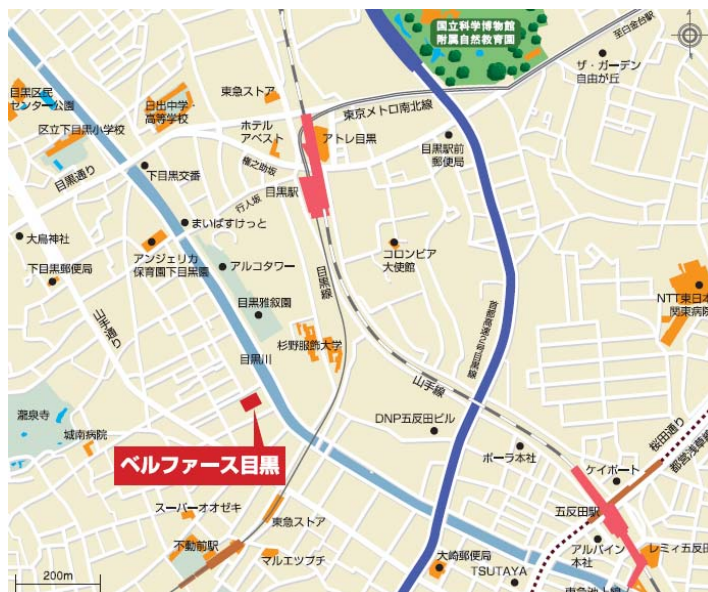 国立科学博物館
附属自然教育園
至白金台駅
ザ・ガーデン
自由が丘
目黒区民
センター公園
日出中学・
高等学校
東急ストア
東京メトロ南北線
区立下目黒小学校
ホテル
アベスト
アトレ目黒
目黒駅前
郵便局
目黒通り
下目黒交番
権之助坂
目黒駅
行人坂
まいばすけっと
大鳥神社
アンジェリカ
保育園下目黒園
アルコタワー
コロンビア
大使館
下目黒郵便局
目黒線
NTT東日本
関東病院
目黒雅叙園
首都高速2号目黒線
山手通り
杉野服飾大学
目黒川
山手線
瀧泉寺
DNP五反田ビル
城南病院
桜田通り
都営浅草線
ポーラ本社
ベルファース目黒
ケイポート
スーパーオオゼキ
東急ストア
五反田駅
不動前駅
マルエツプチ
大崎郵便局
アルバイン
本社
レミィ五反田
TSUTAYA
200m
東急池上線